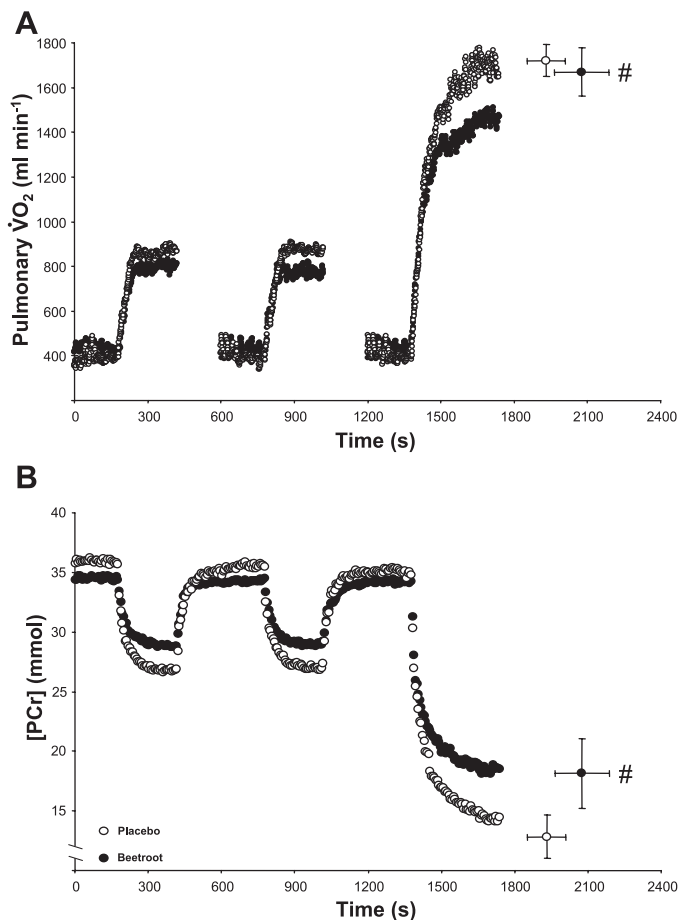 A
Pulmonary V̇O₂ (ml min⁻¹)
1800
1600
1400
1200
1000
800
600
400
#
0 300 600 900 1200 1500 1800 2100 2400
Time (s)
B
[PCr] (mmol)
40
35
30
25
20
15
#
Placebo
Beetroot
0 300 600 900 1200 1500 1800 2100 2400
Time (s)